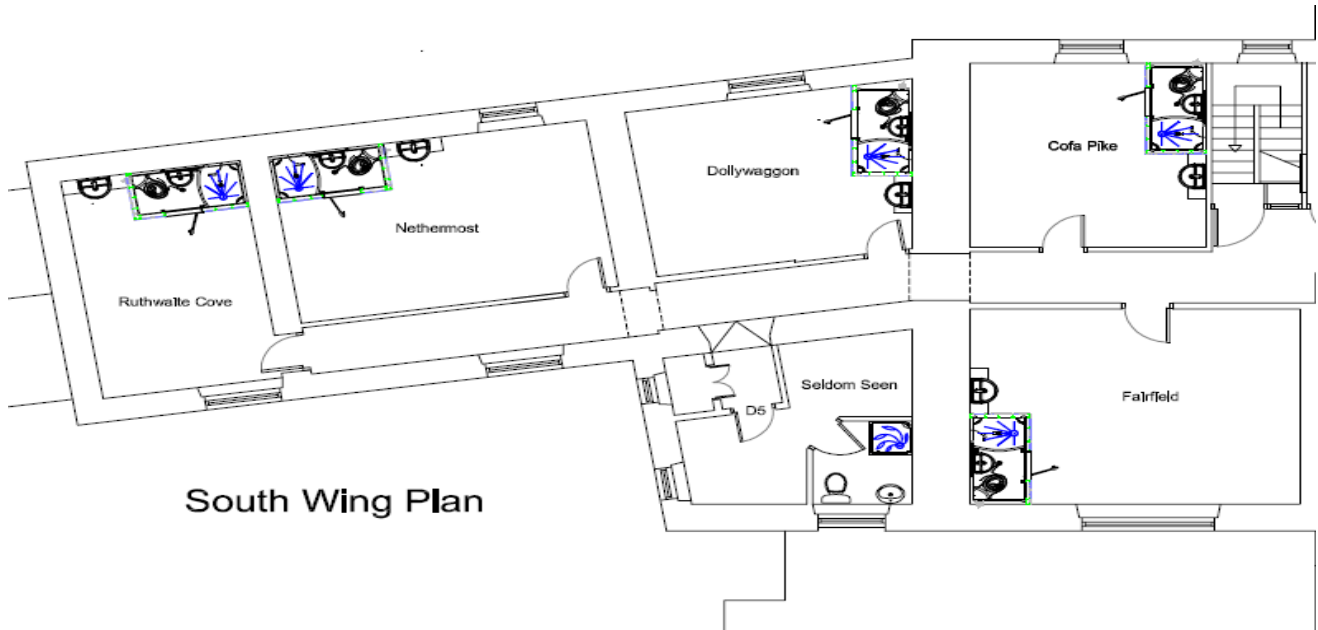 Cofa Pike
Dollywaggon
Nethermost
Ruthwaite Cove
Seldom Seen
Fairfield
D5
South Wing Plan